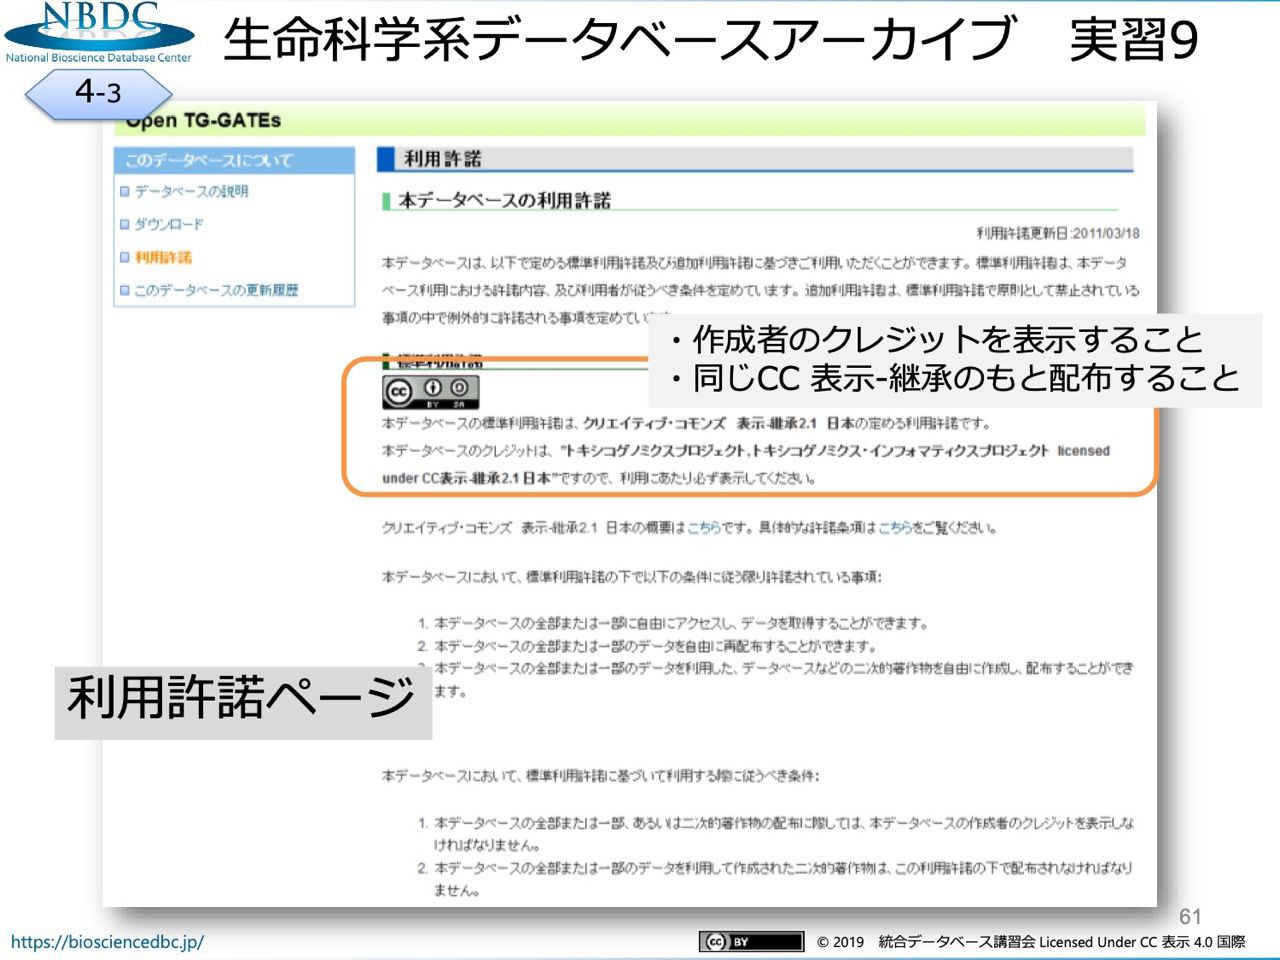 NBDC
National Bioscience Database Center
生命科学系データベースアーカイブ　実習9
4-3
Open TG-GATEs
このデータベースについて
データベースの説明
ダウンロード
利用許諾
このデータベースの更新履歴
利用許諾
本データベースの利用許諾
利用許諾更新日:2011/03/18
本データベースは、以下で定める標準利用許諾及び追加利用許諾に基づきご利用いただくことができます。標準利用許諾は、本データ
ベース利用における許諾内容、及び利用者が従うべき条件を定めています。追加利用許諾は、標準利用許諾で原則として禁止されている
事項の中で例外的に許諾される事項を定めてい
・作成者のクレジットを表示すること
・同じCC 表示-継承のもと配布すること
標準利用許諾
cc BY SA
本データベースの標準利用許諾は、クリエイティブ・コモンズ　表示-継承2.1　日本の定める利用許諾です。
本データベースのクレジットは、"トキシコゲノミクスプロジェクト,トキシコゲノミクス・インフォマティクスプロジェクト licensed
under CC表示-継承2.1 日本"ですので、利用にあたり必ず表示してください。
クリエイティブ・コモンズ　表示-継承2.1　日本の概要はこちらです。具体的な許諾条項はこちらをご覧ください。
本データベースにおいて、標準利用許諾の下で以下の条件に従う限り許諾されている事項:
1. 本データベースの全部または一部に自由にアクセスし、データを取得することができます。
2. 本データベースの全部または一部のデータを自由に再配布することができます。
3. 本データベースの全部または一部のデータを利用した、データベースなどの二次的著作物を自由に作成し、配布することができ
ます。
利用許諾ページ
本データベースにおいて、標準利用許諾に基づいて利用する際に従うべき条件:
1. 本データベースの全部または一部、あるいは二次的著作物の配布に際しては、本データベースの作成者のクレジットを表示しな
ければなりません。
2. 本データベースの全部または一部のデータを利用して作成された二次的著作物は、この利用許諾の下で配布されなければなり
ません。
61
https://biosciencedbc.jp/
cc BY
© 2019　統合データベース講習会 Licensed Under CC 表示 4.0 国際